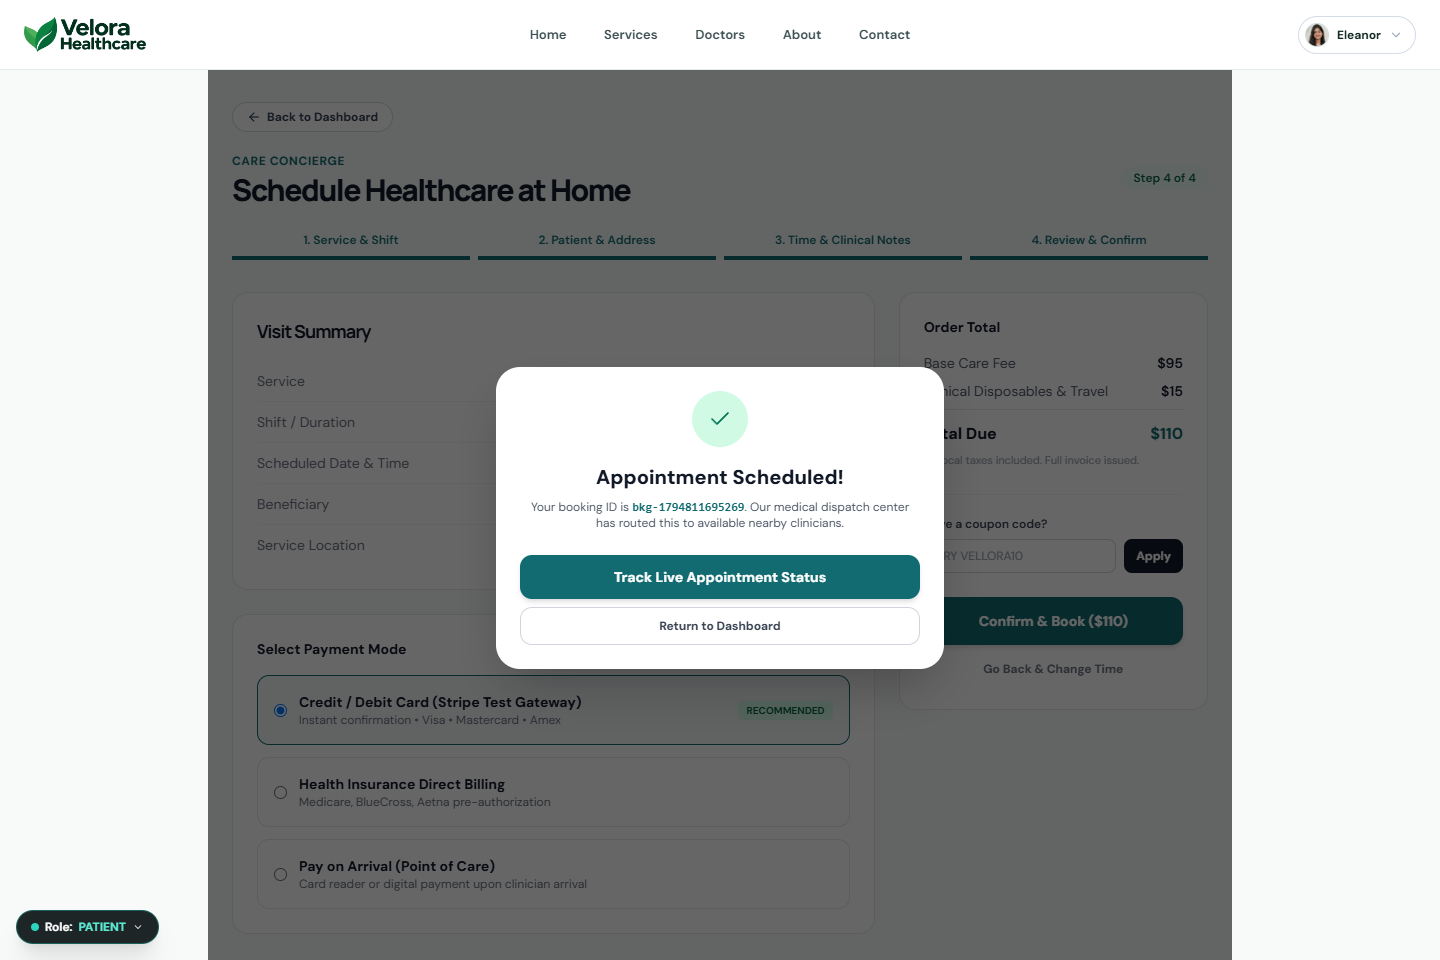 Velora
Healthcare
Home
Services
Doctors
About
Contact
Eleanor
Back to Dashboard
CARE CONCIERGE
Schedule Healthcare at Home
Step 4 of 4
1. Service & Shift
2. Patient & Address
3. Time & Clinical Notes
4. Review & Confirm
Visit Summary
Service
Shift / Duration
Scheduled Date & Time
Beneficiary
Service Location
Order Total
Base Care Fee $95
nical Disposables & Travel $15
tal Due $110
ocal taxes included. Full invoice issued.
ve a coupon code?
RY VELLORA10
Apply
Confirm & Book ($110)
Go Back & Change Time
Appointment Scheduled!
Your booking ID is bkg-1794811695269. Our medical dispatch center
has routed this to available nearby clinicians.
Track Live Appointment Status
Return to Dashboard
Select Payment Mode
Credit / Debit Card (Stripe Test Gateway)
Instant confirmation • Visa • Mastercard • Amex
RECOMMENDED
Health Insurance Direct Billing
Medicare, BlueCross, Aetna pre-authorization
Pay on Arrival (Point of Care)
Card reader or digital payment upon clinician arrival
Role: PATIENT